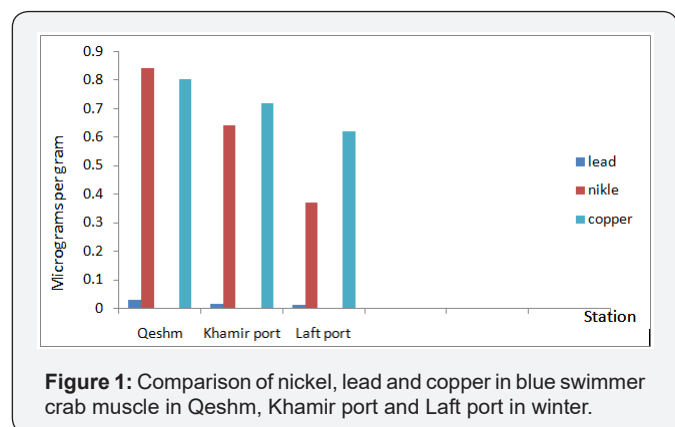 0.9
0.8
0.7
0.6
0.5
0.4
0.3
0.2
0.1
0
Microgramspergram
Qeshm Khamir port Laft port
Station
lead
nikle
copper
Figure 1: Comparison of nickel, lead and copper in blue swimmer
crab muscle in Qeshm, Khamir port and Laft port in winter.